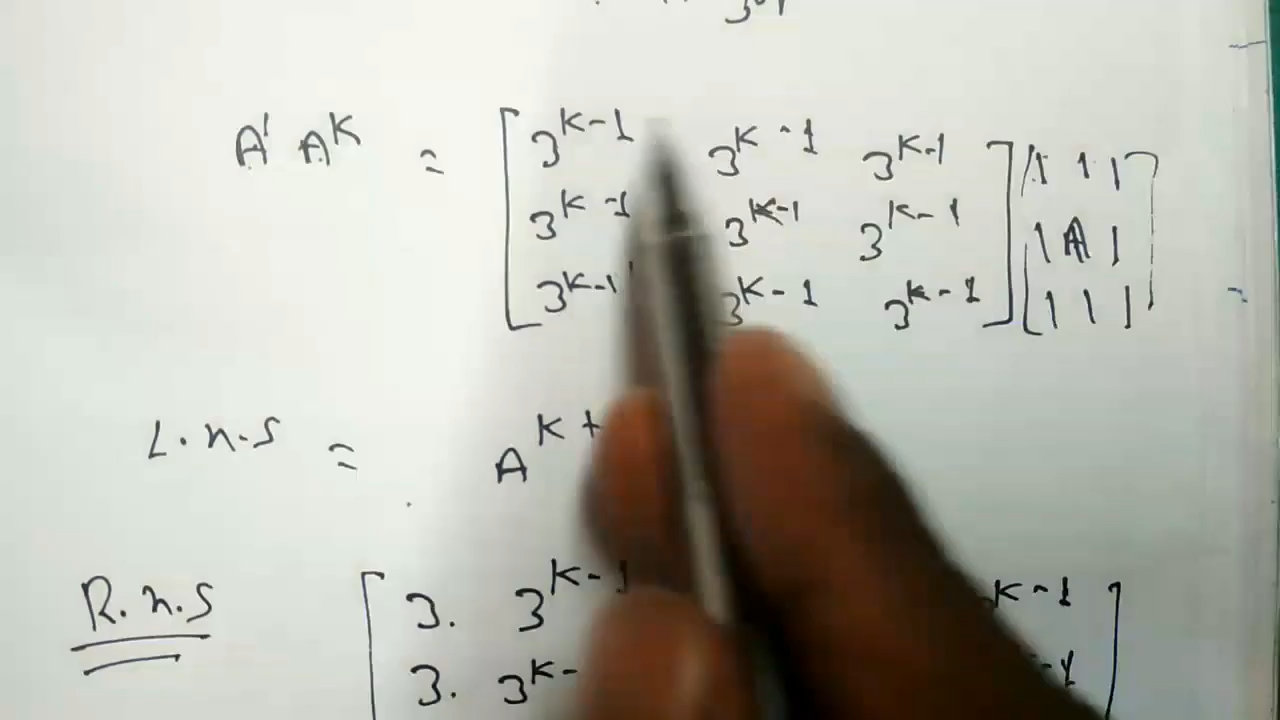 A' A^K = [ 3^{K-1} 3^{K-1} 3^{K-1} ] [ 1 1 1 ]
3^{K-1} 3^{K-1} 3^{K-1} 1 1
3^{K-1} 3^{K-1} 3^{K-1} 1 1 1
L.H.S = A^{K+
R.H.S [ 3. 3^{K-1 K-1 ]
3. 3^{K-